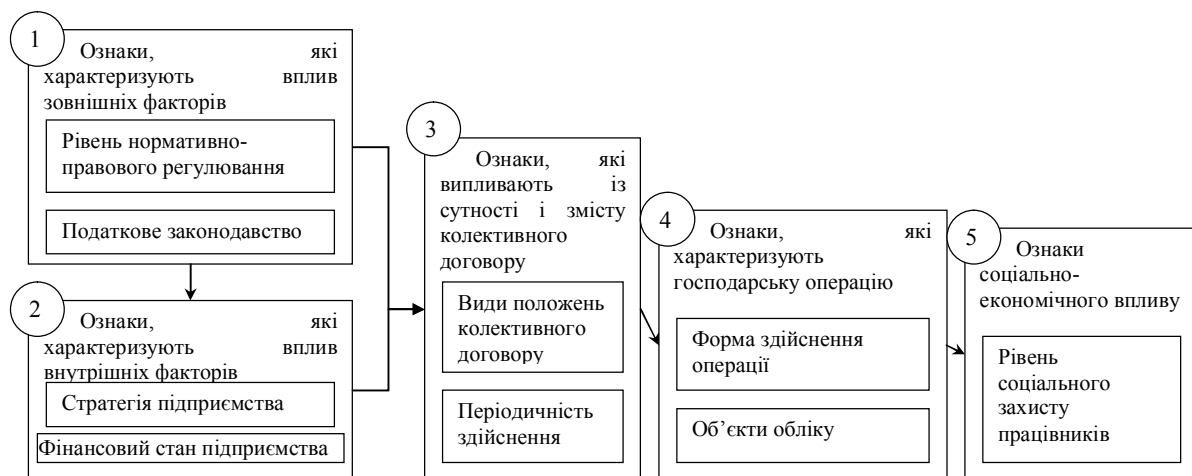 1
Ознаки, які
характеризують вплив
зовнішніх факторів
Рівень нормативно-
правового регулювання
Податкове законодавство
2
Ознаки, які
характеризують вплив
внутрішніх факторів
Стратегія підприємства
Фінансовий стан підприємства
3
Ознаки, які
випливають із
сутності і змісту
колективного
договору
Види положень
колективного
договору
Періодичність
здійснення
4
Ознаки, які
характеризують
господарську операцію
Форма здійснення
операції
Об’єкти обліку
5
Ознаки
соціально-
економічного впливу
Рівень
соціального
захисту
працівників